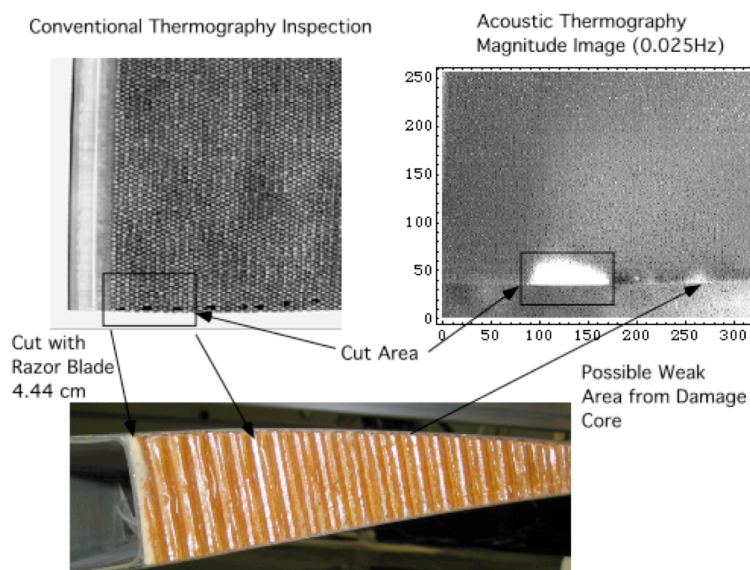 Conventional Thermography Inspection
Acoustic Thermography
Magnitude Image (0.025Hz)
250
200
150
100
50
0
0 50 100 150 200 250 300
Cut with
Razor Blade
4.44 cm
Cut Area
Possible Weak
Area from Damage
Core